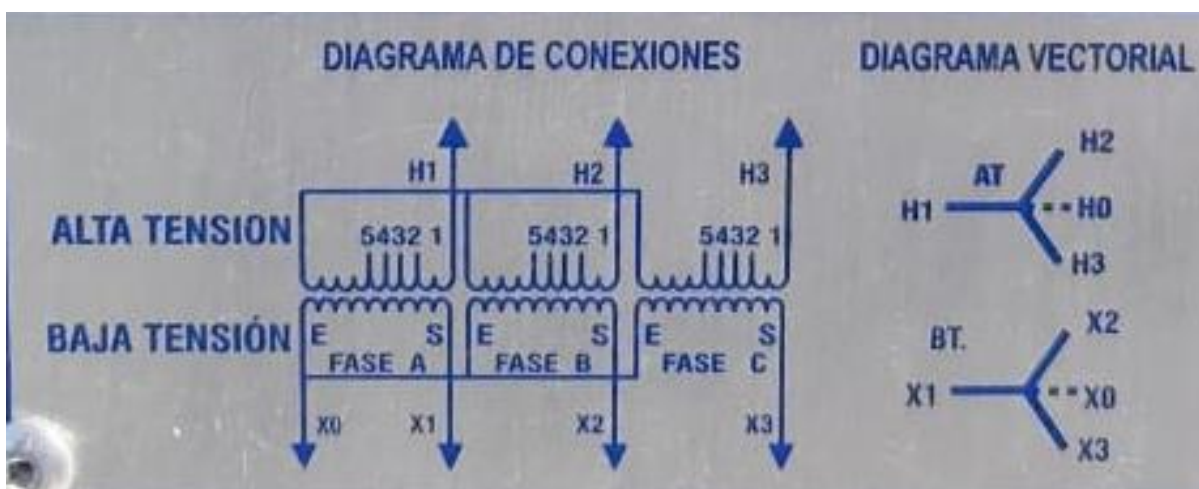 DIAGRAMA DE CONEXIONES
DIAGRAMA VECTORIAL
H1 H2 H3
ALTA TENSION
5432 1 5432 1 5432 1
BAJA TENSIÓN
E S E S E S
FASE A FASE B FASE C
X0 X1 X2 X3
AT
H2
H1 H0
H3
BT.
X2
X1 X0
X3